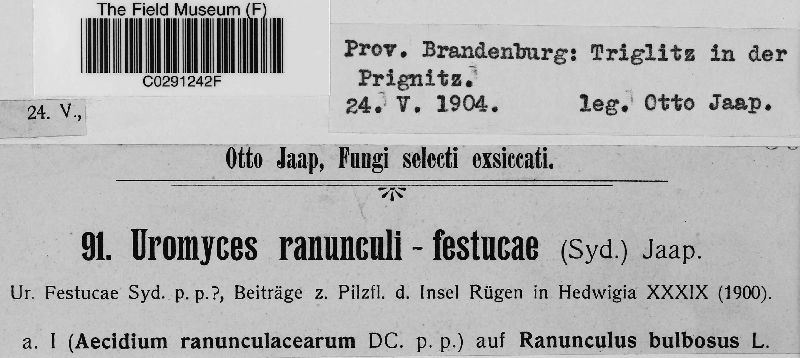 The Field Museum (F)
C0291242F
Prov. Brandenburg: Triglitz in der
Prignitz.
24. V. 1904. leg. Otto Jaap.
24. V.,
Otto Jaap, Fungi selecti exsiccati.
91. Uromyces ranunculi - festucae (Syd.) Jaap.
Ur. Festucae Syd. p. p.?, Beiträge z. Pilzfl. d. Insel Rügen in Hedwigia XXXIX (1900).
a. I (Aecidium ranunculacearum DC. p. p.) auf Ranunculus bulbosus L.